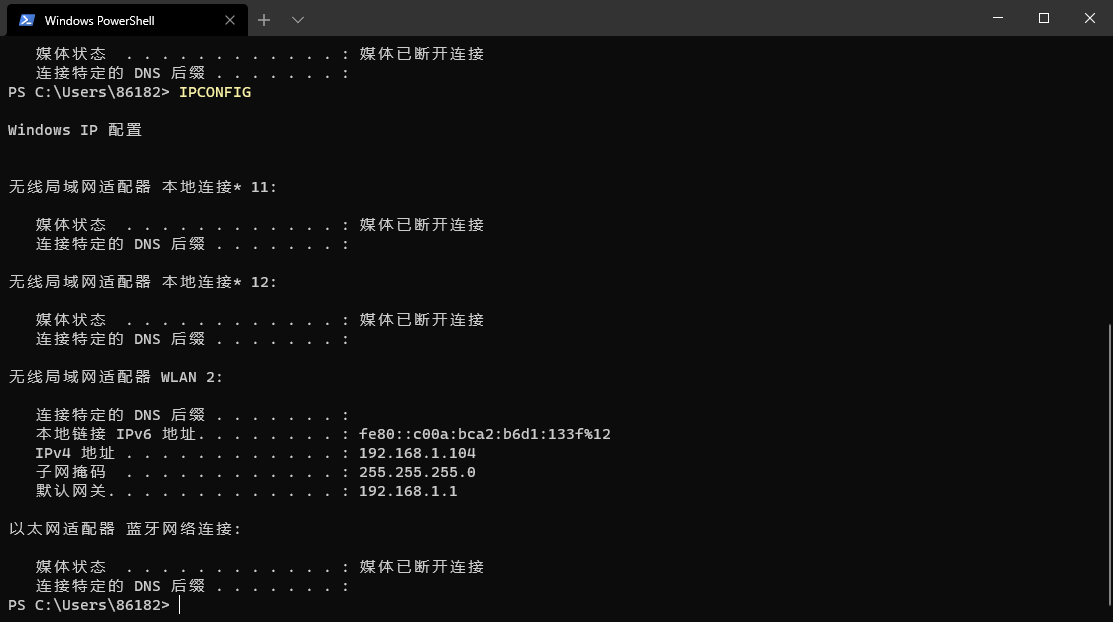 Windows PowerShell
媒体状态  . . . . . . . . . . . . : 媒体已断开连接
连接特定的 DNS 后缀 . . . . . . . :
PS C:\Users\86182> IPCONFIG
Windows IP 配置
无线局域网适配器 本地连接* 11:
媒体状态  . . . . . . . . . . . . : 媒体已断开连接
连接特定的 DNS 后缀 . . . . . . . :
无线局域网适配器 本地连接* 12:
媒体状态  . . . . . . . . . . . . : 媒体已断开连接
连接特定的 DNS 后缀 . . . . . . . :
无线局域网适配器 WLAN 2:
连接特定的 DNS 后缀 . . . . . . . :
本地链接 IPv6 地址. . . . . . . . : fe80::c00a:bca2:b6d1:133f%12
IPv4 地址 . . . . . . . . . . . . : 192.168.1.104
子网掩码  . . . . . . . . . . . . : 255.255.255.0
默认网关. . . . . . . . . . . . . : 192.168.1.1
以太网适配器 蓝牙网络连接:
媒体状态  . . . . . . . . . . . . : 媒体已断开连接
连接特定的 DNS 后缀 . . . . . . . :
PS C:\Users\86182>